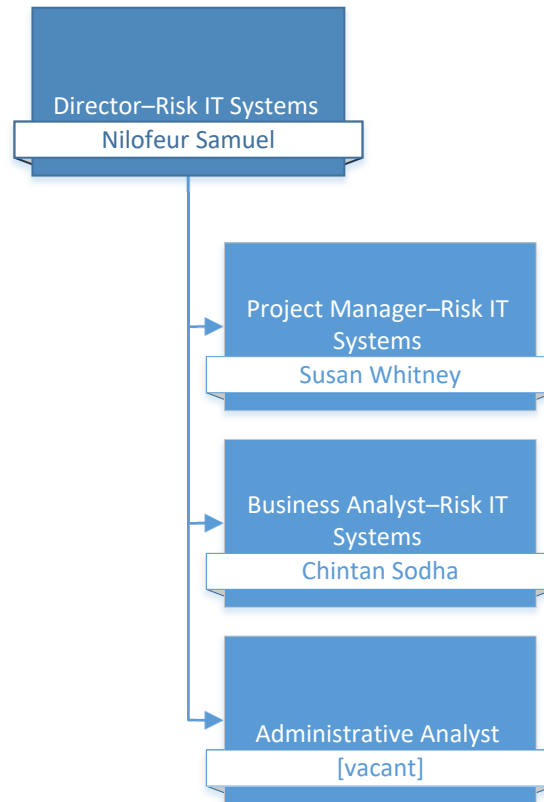 Director–Risk IT Systems
Nilofeur Samuel
Project Manager–Risk IT
Systems
Susan Whitney
Business Analyst–Risk IT
Systems
Chintan Sodha
Administrative Analyst
[vacant]